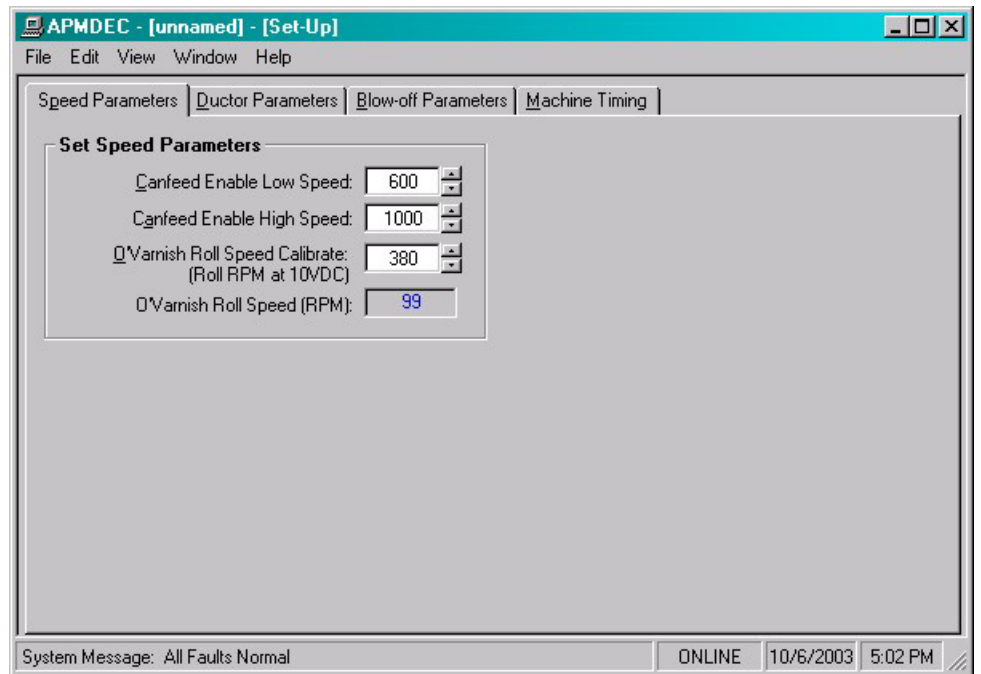 APMDEC - [unnamed] - [Set-Up]
File Edit View Window Help
Speed Parameters Ductor Parameters Blow-off Parameters Machine Timing
Set Speed Parameters
Canfeed Enable Low Speed: 600
Canfeed Enable High Speed: 1000
O'Varnish Roll Speed Calibrate: 380
(Roll RPM at 10VDC)
O'Varnish Roll Speed (RPM): 99
System Message: All Faults Normal ONLINE 10/6/2003 5:02 PM